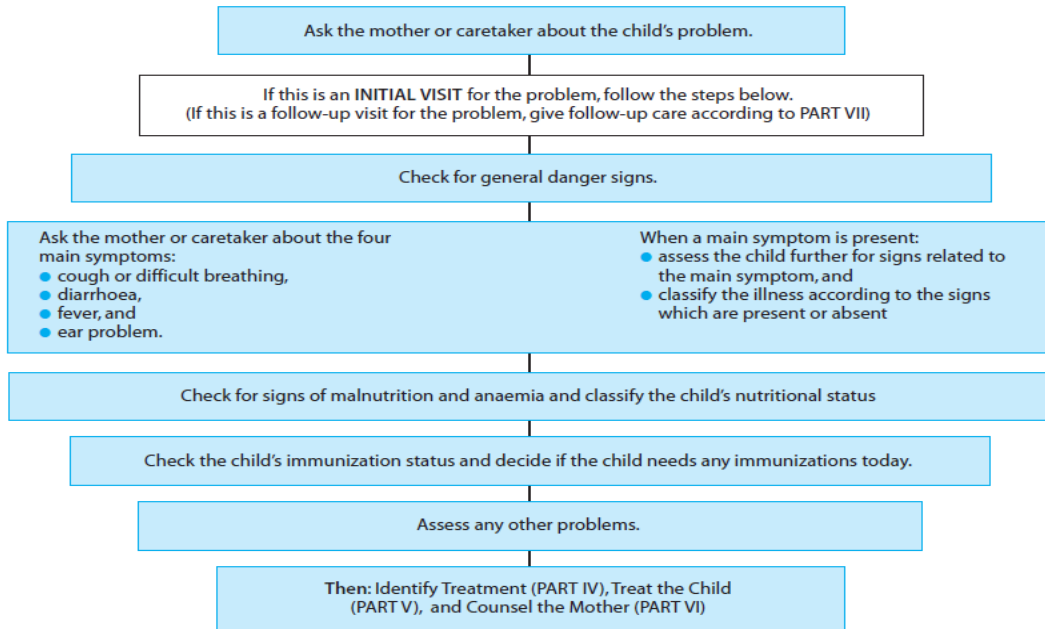 Ask the mother or caretaker about the child's problem.
If this is an INITIAL VISIT for the problem, follow the steps below.
(If this is a follow-up visit for the problem, give follow-up care according to PART VII)
Check for general danger signs.
Ask the mother or caretaker about the four
main symptoms:
● cough or difficult breathing,
● diarrhoea,
● fever, and
● ear problem.
When a main symptom is present:
● assess the child further for signs related to
the main symptom, and
● classify the illness according to the signs
which are present or absent
Check for signs of malnutrition and anaemia and classify the child's nutritional status
Check the child's immunization status and decide if the child needs any immunizations today.
Assess any other problems.
Then: Identify Treatment (PART IV), Treat the Child
(PART V), and Counsel the Mother (PART VI)